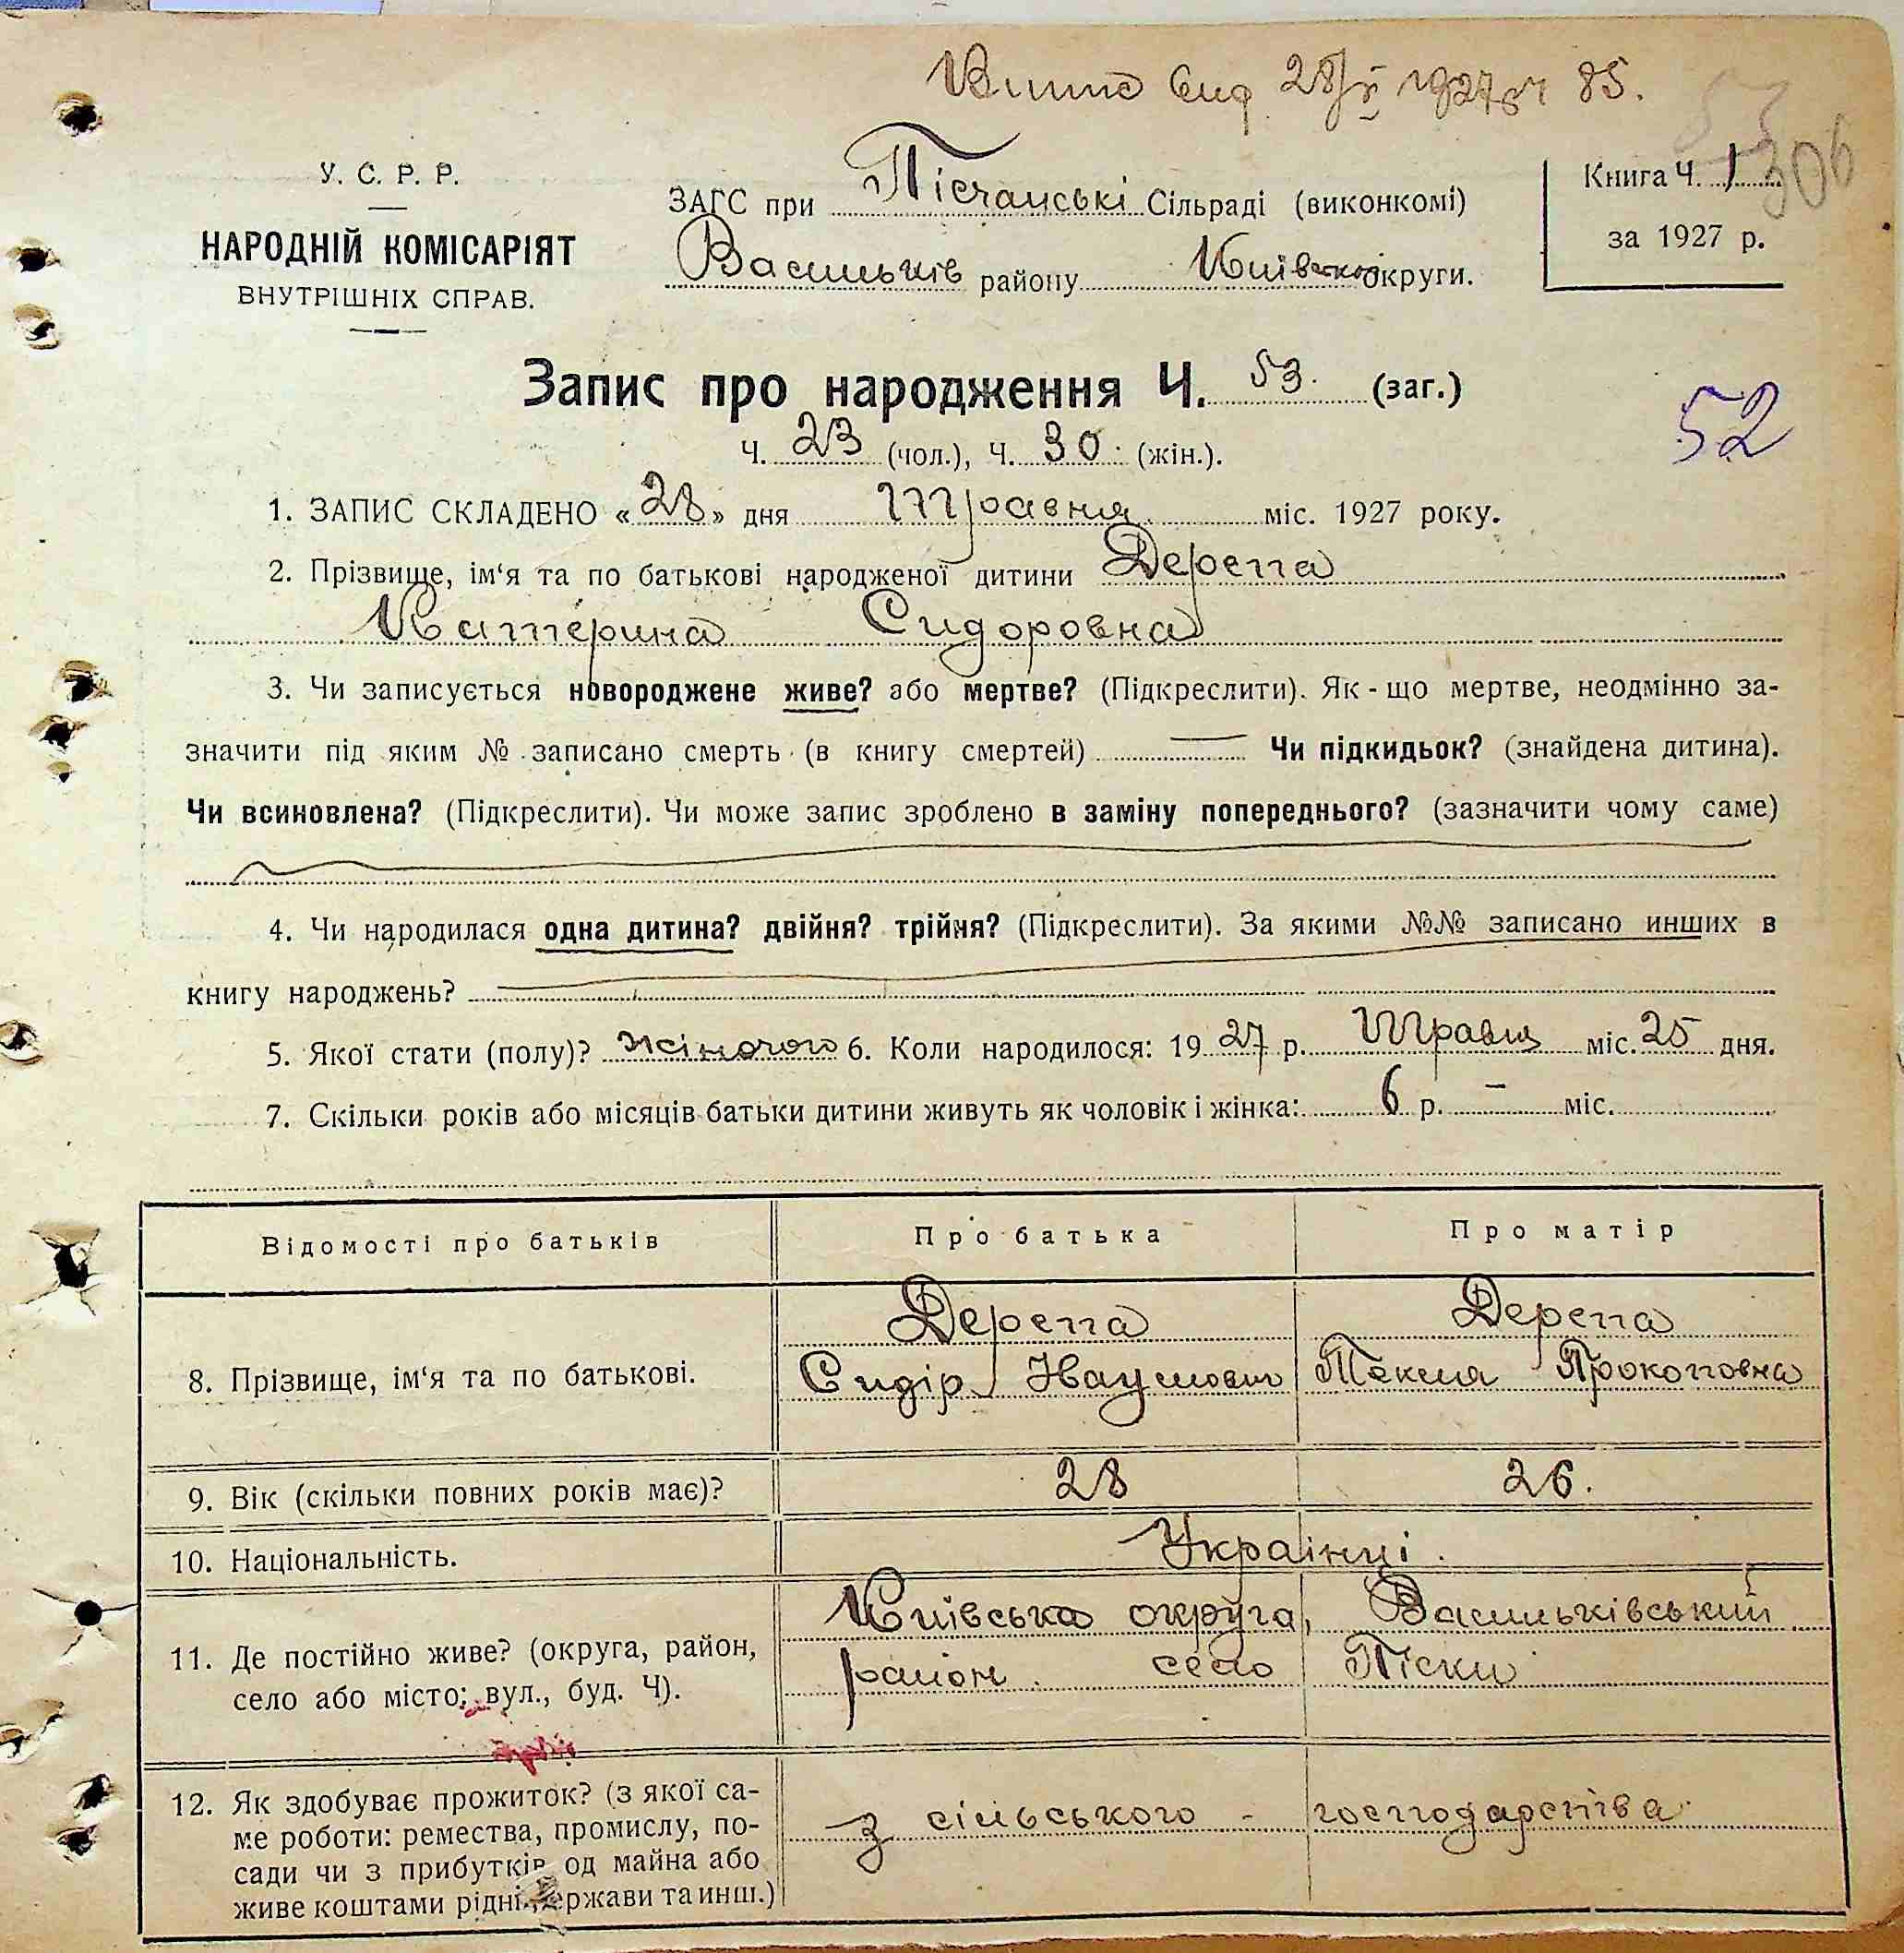 85.
306
У. С. Р. Р.
НАРОДНІЙ КОМІСАРІЯТ
ВНУТРІШНІХ СПРАВ.
ЗАГС при Пісчанські Сільраді (виконкомі)
Васильків району Київської округи.
Книга Ч. 1
за 1927 р.
Запис про народження Ч. 53. (заг.)
52
Ч. 23 (чол.), Ч. 30. (жін.).
1. ЗАПИС СКЛАДЕНО «28» дня Травня міс. 1927 року.
2. Прізвище, ім‘я та по батькові народженої дитини Дерепа
Катерина Сидоровна
3. Чи записується новороджене живе? або мертве? (Підкреслити). Як-що мертве, неодмінно за-
значити під яким № записано смерть (в книгу смертей) — Чи підкидьок? (знайдена дитина).
Чи всиновлена? (Підкреслити). Чи може запис зроблено в заміну попереднього? (зазначити чому саме)
4. Чи народилася одна дитина? двійня? трійня? (Підкреслити). За якими №№ записано инших в
книгу народжень?
5. Якої стати (полу)? жіночого 6. Коли народилося: 1927 р. Травня міс. 25 дня.
7. Скільки років або місяців батьки дитини живуть як чоловік і жінка: 6 р. — міс.
Відомості про батьків Про батька Про матір
Дерепа Дерепа
8. Прізвище, ім‘я та по батькові. Сидір Наумович Текля Прокоповна
9. Вік (скільки повних років має)? 28 26.
10. Національність. Українці.
Київська округа, Васильківський
11. Де постійно живе? (округа, район, район. село Піски
село або місто; вул., буд. Ч).
12. Як здобуває прожиток? (з якої са-
ме роботи: ремества, промислу, по- з сільського - господарства.
сади чи з прибутків од майна або
живе коштами рідні, держави та инш.)